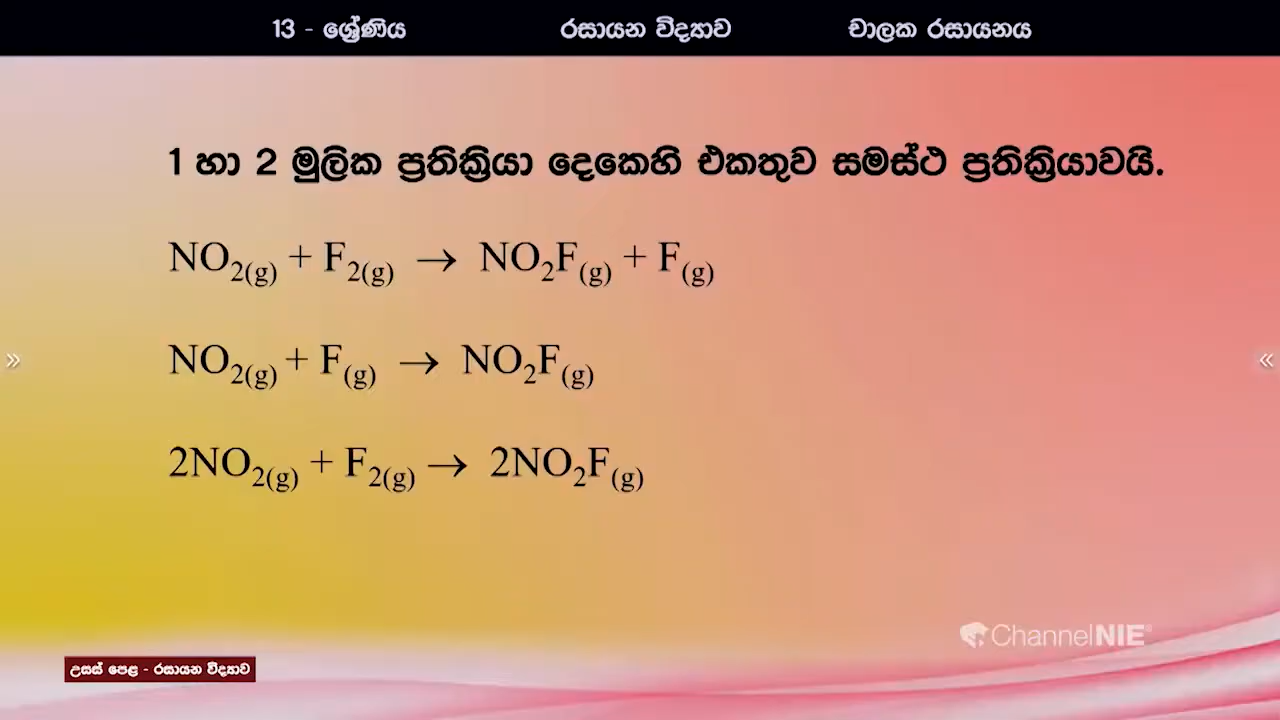 13 - ශ්‍රේණිය රසායන විද්‍යාව චාලක රසායනය
1 හා 2 මුලික ප්‍රතික්‍රියා දෙකෙහි එකතුව සමස්ථ ප්‍රතික්‍රියාවයි.
NO₂(g) + F₂(g) → NO₂F(g) + F(g)
NO₂(g) + F(g) → NO₂F(g)
2NO₂(g) + F₂(g) → 2NO₂F(g)
ChannelNIE
උසස් පෙළ - රසායන විද්‍යාව